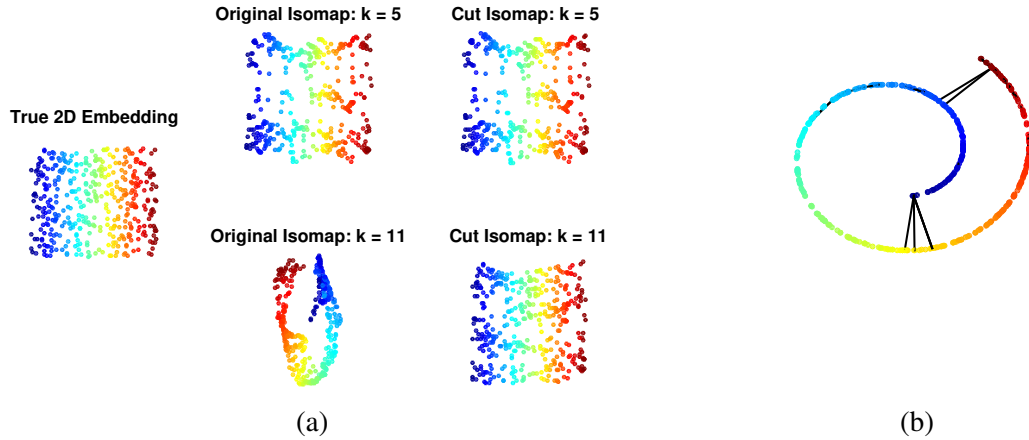 Original Isomap: k = 5
Cut Isomap: k = 5
True 2D Embedding
Original Isomap: k = 11
Cut Isomap: k = 11
(a)
(b)